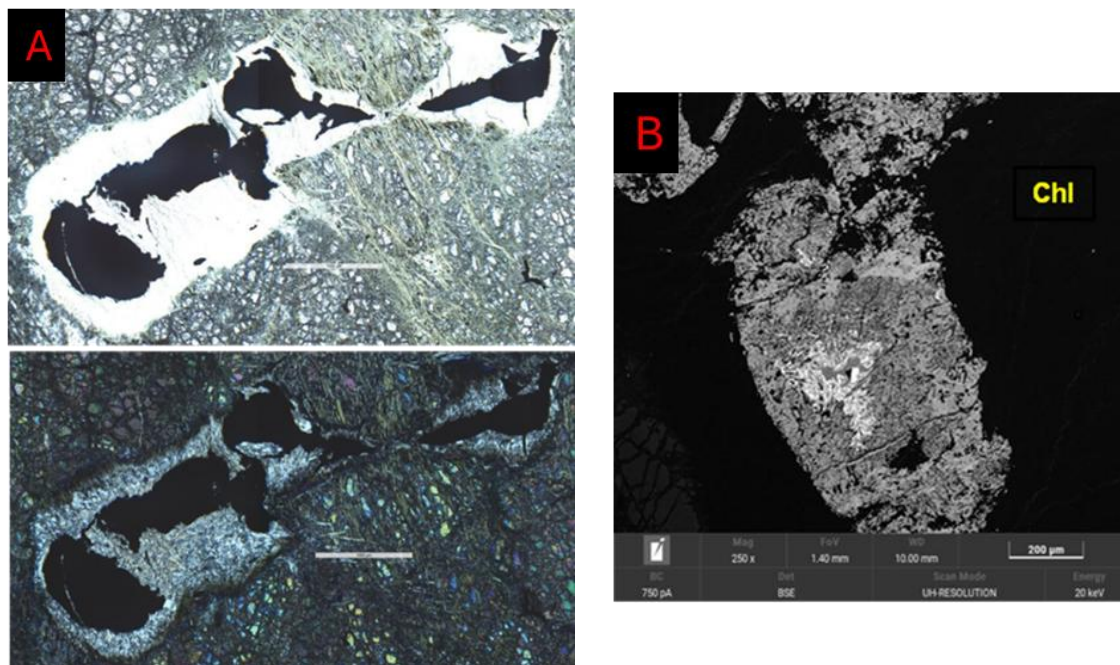 A
B
Chl
Mag FoV WD
250 x 1.40 mm 10.00 mm 200 µm
BC Det Scan Mode Energy
750 pA BSE UH-RESOLUTION 20 keV